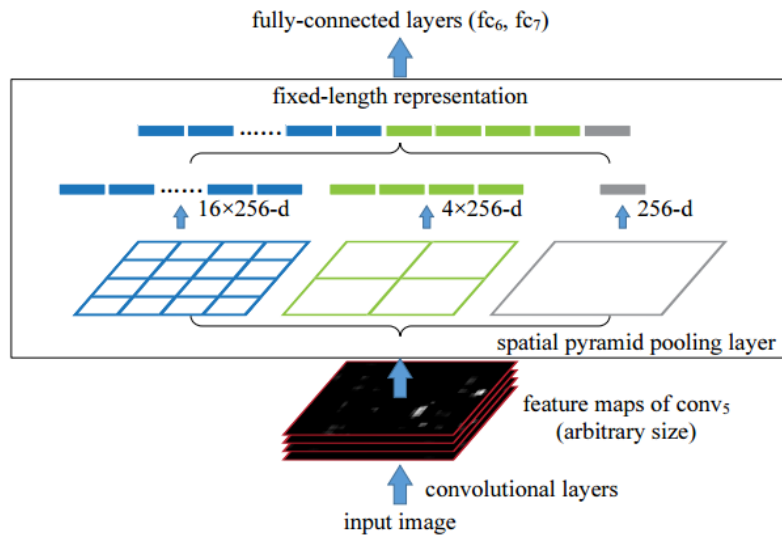 fully-connected layers (fc₆, fc₇)
fixed-length representation
......
......
16×256-d
4×256-d
256-d
spatial pyramid pooling layer
feature maps of conv₅
(arbitrary size)
convolutional layers
input image